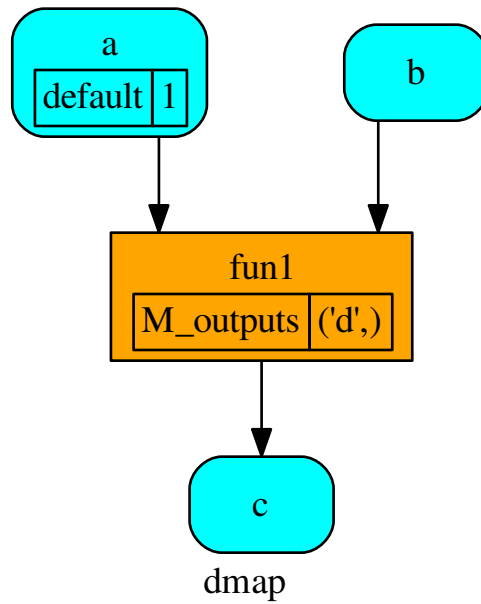 a
default 1
b
fun1
M_outputs ('d',)
c
dmap